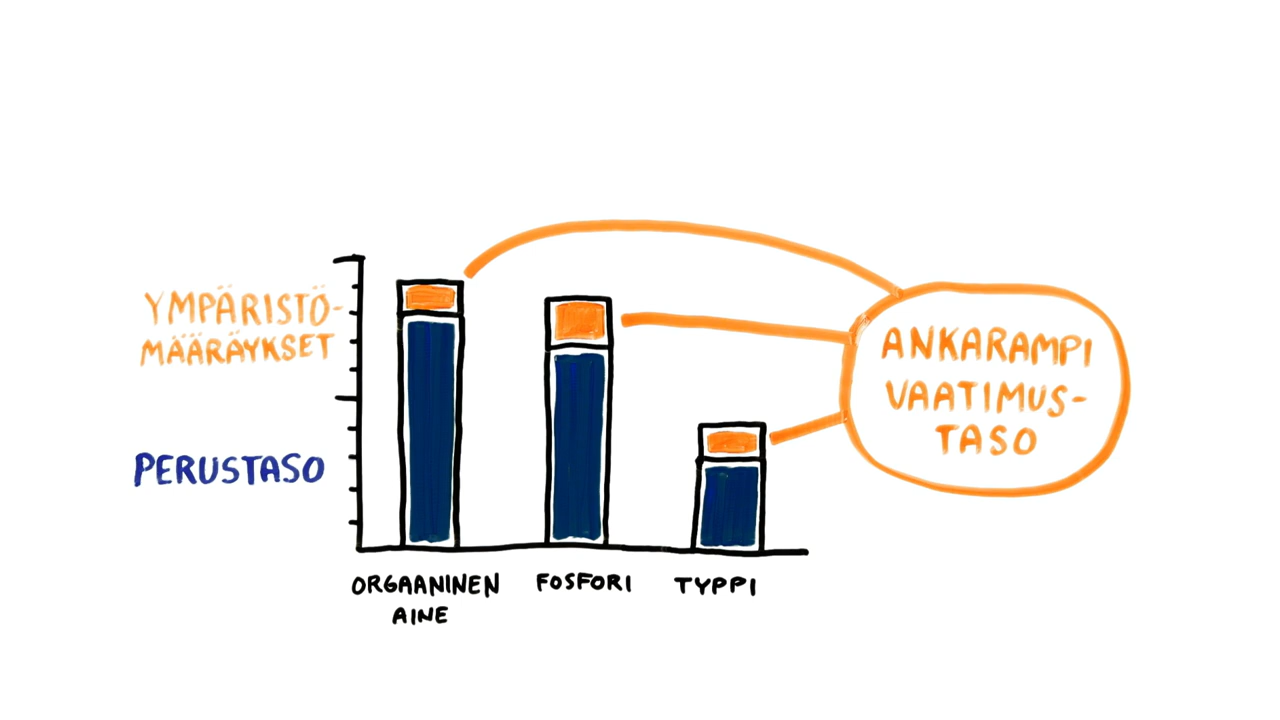 YMPÄRISTÖ-
MÄÄRÄYKSET
PERUSTASO
ORGAANINEN
AINE
FOSFORI
TYPPI
ANKARAMPI
VAATIMUS-
TASO